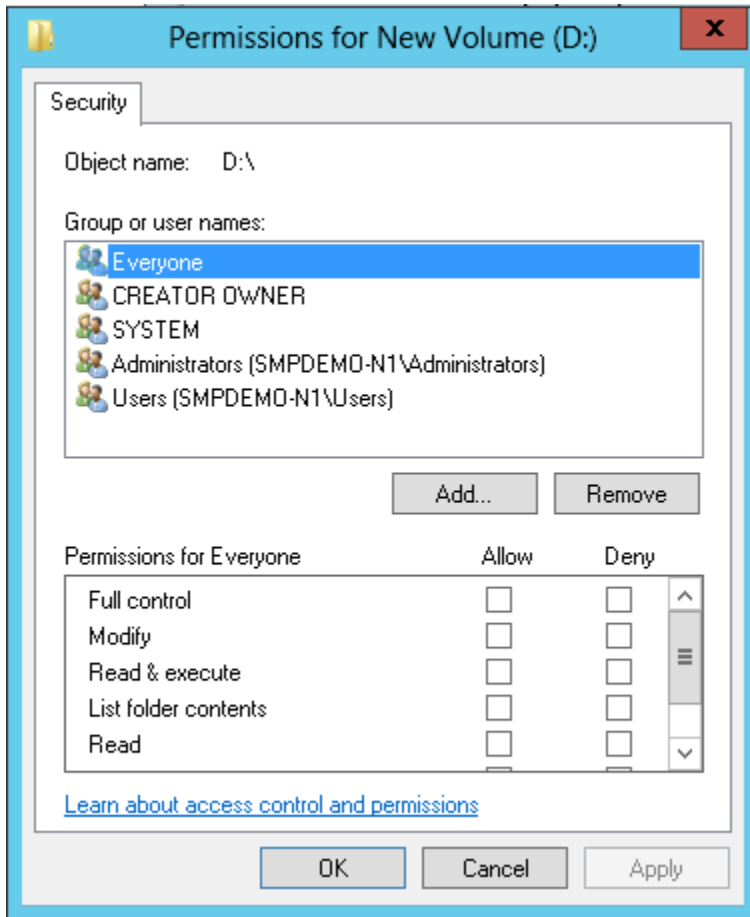 Permissions for New Volume (D:)
x
Security
Object name: D:\
Group or user names:
Everyone
CREATOR OWNER
SYSTEM
Administrators (SMPDEMO-N1\Administrators)
Users (SMPDEMO-N1\Users)
Add... Remove
Permissions for Everyone Allow Deny
Full control
Modify
Read & execute
List folder contents
Read
Learn about access control and permissions
OK Cancel Apply